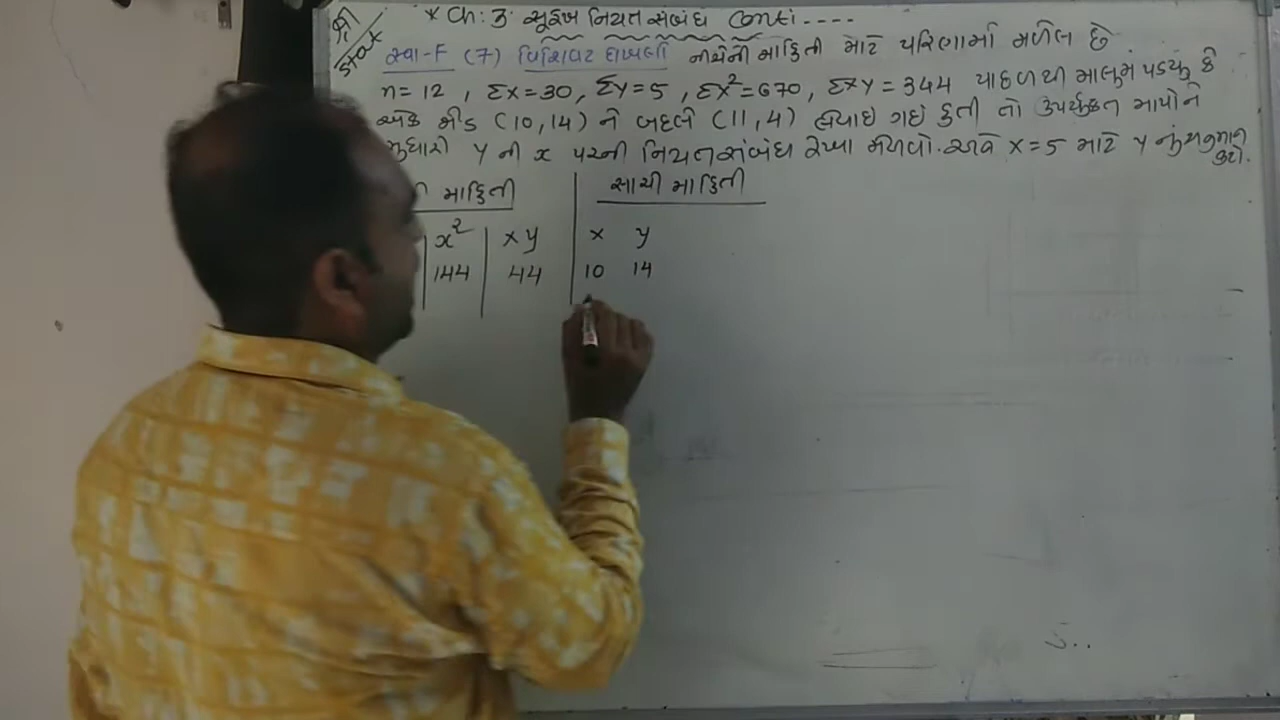 * Ch: 3 સુરેખ નિયતસંબંધ Conti ----
Stat
સ્વા-F (7) વિશિષ્ટ દાખલો નીચેની માહિતી માટે પરિણામો મળેલ છે
n = 12 , Σx = 30, Σy = 5 , Σx² = 670, Σxy = 344 પાછળથી માલુમ પડ્યું કે
એક જોડ (10,14) ને બદલે (11,4) લેવાઇ ગઇ હતી તો ઉપર્યુક્ત માપોને
સુધારી y ની x પરની નિયતસંબંધ રેખા મેળવો. અને x = 5 માટે y નું અનુમાન કરો.
માહિતી
સાચી માહિતી
x² xy x y
144 44 10 14